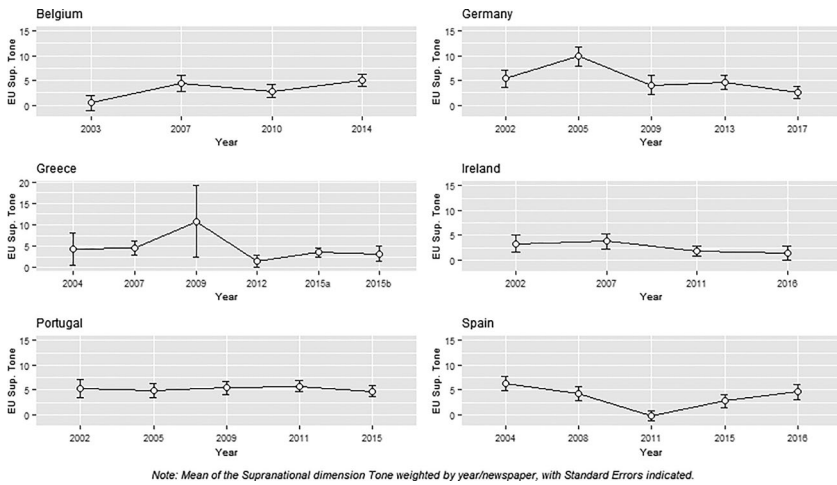 Belgium
EU Sup. Tone
15
10
5
0
2003 2007 2010 2014
Year
Germany
EU Sup. Tone
15
10
5
0
2002 2005 2009 2013 2017
Year
Greece
EU Sup. Tone
20
15
10
5
0
2004 2007 2009 2012 2015a 2015b
Year
Ireland
EU Sup. Tone
15
10
5
0
2002 2007 2011 2016
Year
Portugal
EU Sup. Tone
15
10
5
0
2002 2005 2009 2011 2015
Year
Spain
EU Sup. Tone
15
10
5
0
2004 2008 2011 2015 2016
Year
Note: Mean of the Supranational dimension Tone weighted by year/newspaper, with Standard Errors indicated.